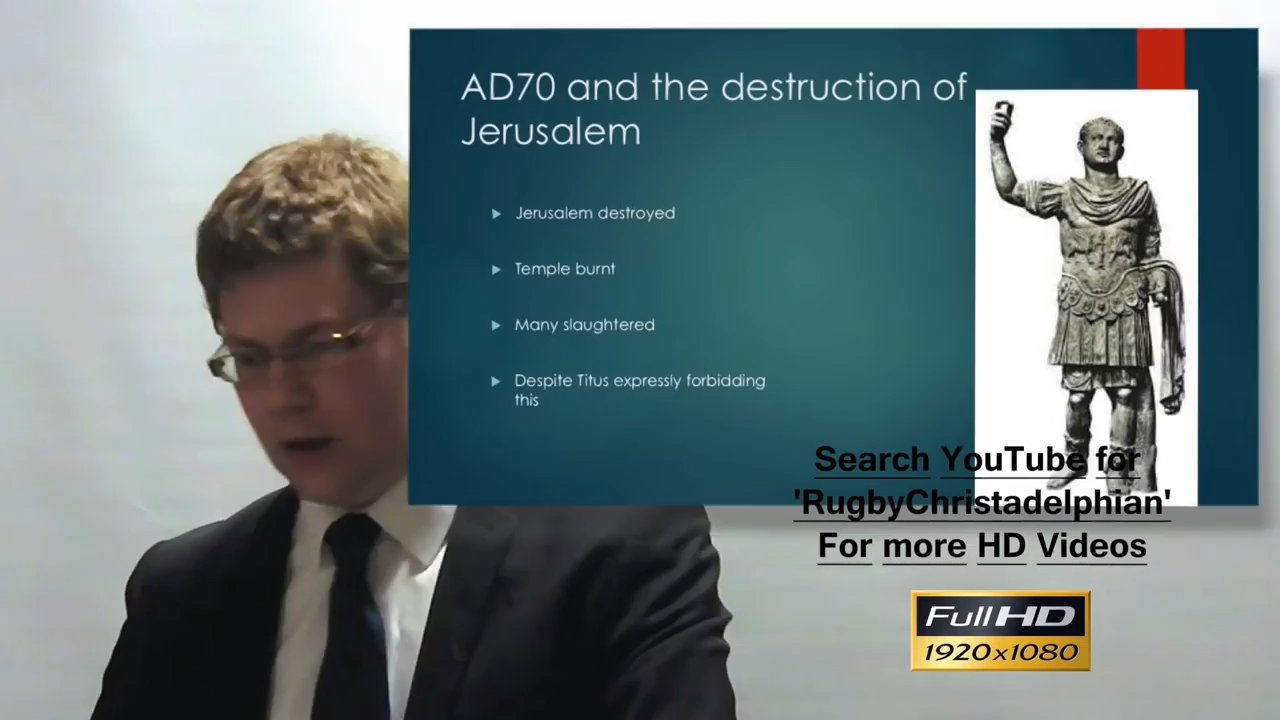 AD70 and the destruction of
Jerusalem
Jerusalem destroyed
Temple burnt
Many slaughtered
Despite Titus expressly forbidding
this
Search YouTube for
'RugbyChristadelphian'
For more HD Videos
Full HD
1920x1080